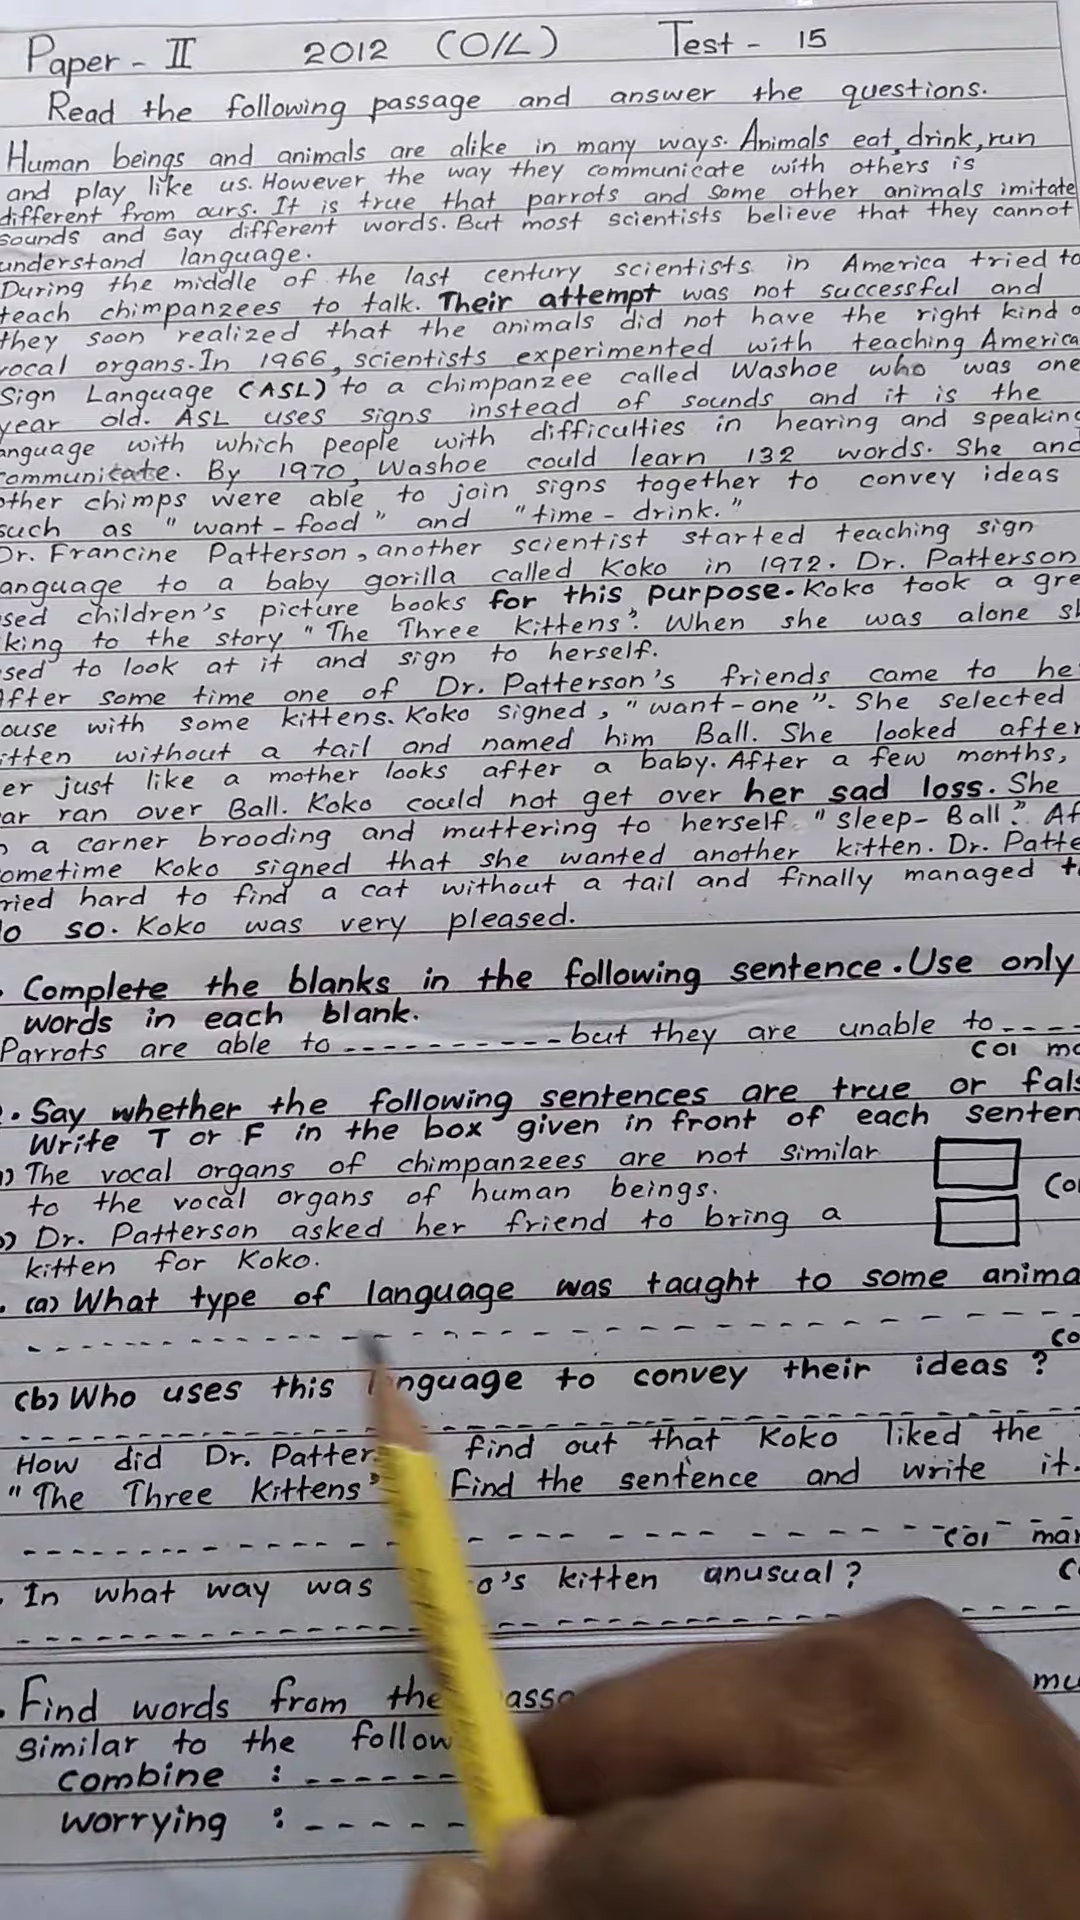 Paper - II 2012 (O/L) Test - 15
Read the following passage and answer the questions.
Human beings and animals are alike in many ways. Animals eat, drink, run
and play like us. However the way they communicate with others is
different from ours. It is true that parrots and some other animals imitate
sounds and say different words. But most scientists believe that they cannot
understand language.
During the middle of the last century scientists in America tried to
teach chimpanzees to talk. Their attempt was not successful and
they soon realized that the animals did not have the right kind o
vocal organs. In 1966, scientists experimented with teaching America
Sign Language (ASL) to a chimpanzee called Washoe who was one
year old. ASL uses signs instead of sounds and it is the
anguage with which people with difficulties in hearing and speaking
communicate. By 1970, Washoe could learn 132 words. She and
other chimps were able to join signs together to convey ideas
such as "want - food" and "time - drink."
Dr. Francine Patterson, another scientist started teaching sign
anguage to a baby gorilla called Koko in 1972. Dr. Patterson
sed children's picture books for this purpose. Koko took a gre
king to the story "The Three Kittens". When she was alone sh
sed to look at it and sign to herself.
After some time one of Dr. Patterson's friends came to he
ouse with some kittens. Koko signed, "want-one". She selected
itten without a tail and named him Ball. She looked after
er just like a mother looks after a baby. After a few months,
ar ran over Ball. Koko could not get over her sad loss. She
a corner brooding and muttering to herself "sleep- Ball". Af
ometime Koko signed that she wanted another kitten. Dr. Patte
ried hard to find a cat without a tail and finally managed t
do so. Koko was very pleased.
. Complete the blanks in the following sentence. Use only
words in each blank.
Parrots are able to ----------- but they are unable to ----
(01 ma
. Say whether the following sentences are true or fals
Write T or F in the box given in front of each senten
) The vocal organs of chimpanzees are not similar
to the vocal organs of human beings. (0
) Dr. Patterson asked her friend to bring a
kitten for Koko.
. (a) What type of language was taught to some anima
(0
(b) Who uses this language to convey their ideas ?
How did Dr. Patter find out that Koko liked the
"The Three Kittens" Find the sentence and write it.
(01 mar
. In what way was o's kitten anusual? (
. Find words from the mu
similar to the follow
combine : ------
worrying : -----